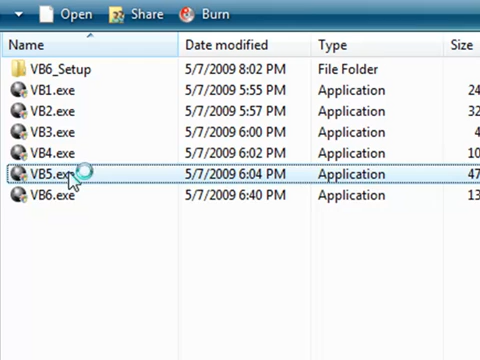 Open Share Burn
Name Date modified Type Size
VB6_Setup 5/7/2009 8:02 PM File Folder
VB1.exe 5/7/2009 5:55 PM Application 24
VB2.exe 5/7/2009 5:57 PM Application 32
VB3.exe 5/7/2009 6:00 PM Application 4
VB4.exe 5/7/2009 6:02 PM Application 10
VB5.exe 5/7/2009 6:04 PM Application 47
VB6.exe 5/7/2009 6:40 PM Application 13